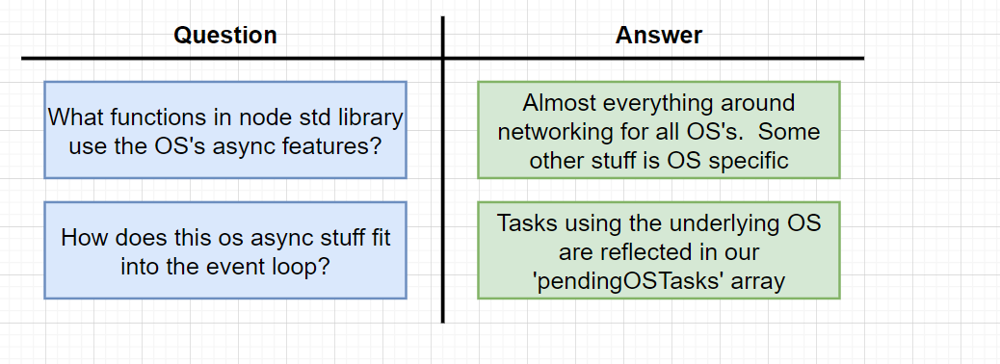 Question
Answer
What functions in node std library
use the OS's async features?
Almost everything around
networking for all OS's.  Some
other stuff is OS specific
How does this os async stuff fit
into the event loop?
Tasks using the underlying OS
are reflected in our
'pendingOSTasks' array